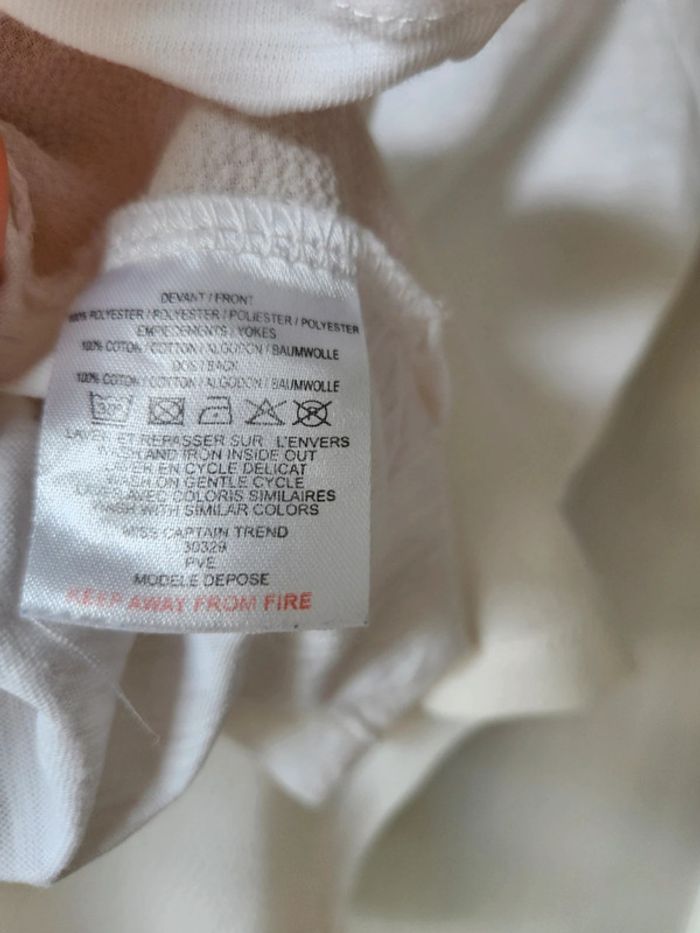 DEVANT / FRONT
100% POLYESTER / POLYESTER / POLIESTER / POLYESTER
EMPIECEMENTS / YOKES
100% COTON / COTTON / ALGODON / BAUMWOLLE
DOS / BACK
100% COTON / COTTON / ALGODON / BAUMWOLLE
LAVER ET REPASSER SUR L'ENVERS
WASH AND IRON INSIDE OUT
LAVER EN CYCLE DELICAT
WASH ON GENTLE CYCLE
LAVER AVEC COLORIS SIMILAIRES
WASH WITH SIMILAR COLORS
MISS CAPTAIN TREND
30329
PVE
MODELE DEPOSE
KEEP AWAY FROM FIRE